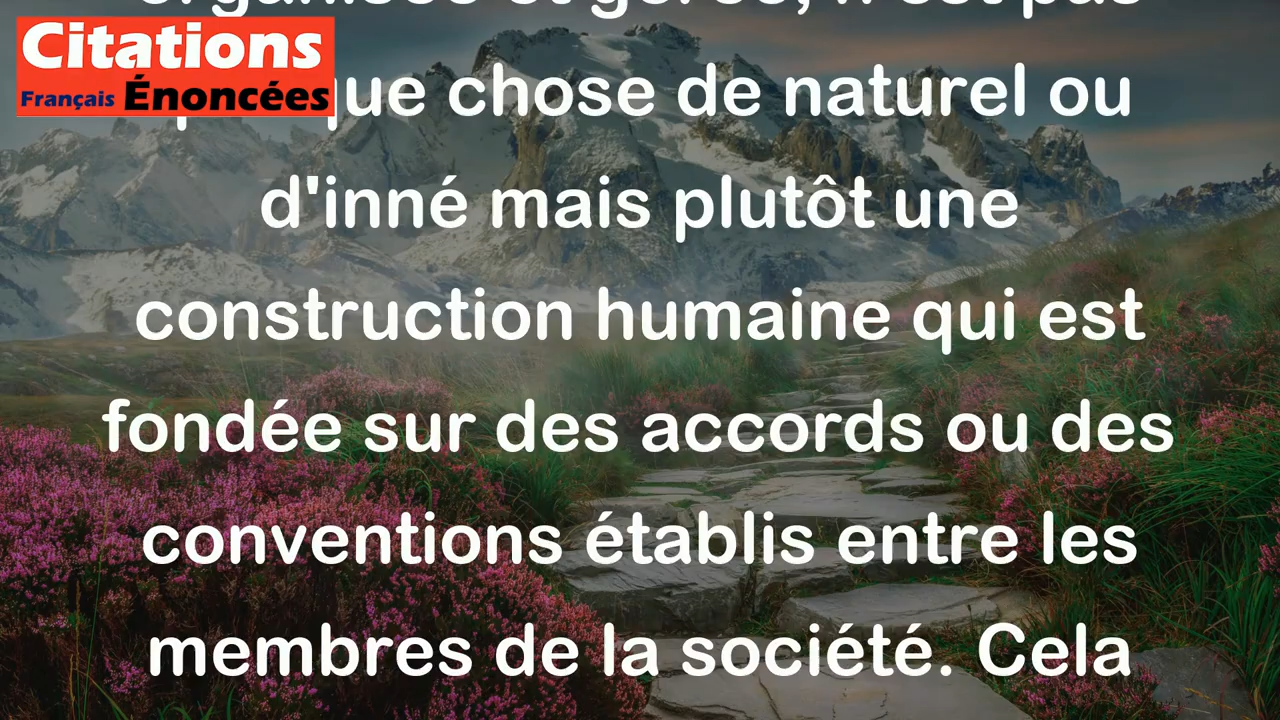 Citations
Français Énoncées
que chose de naturel ou
d'inné mais plutôt une
construction humaine qui est
fondée sur des accords ou des
conventions établis entre les
membres de la société. Cela